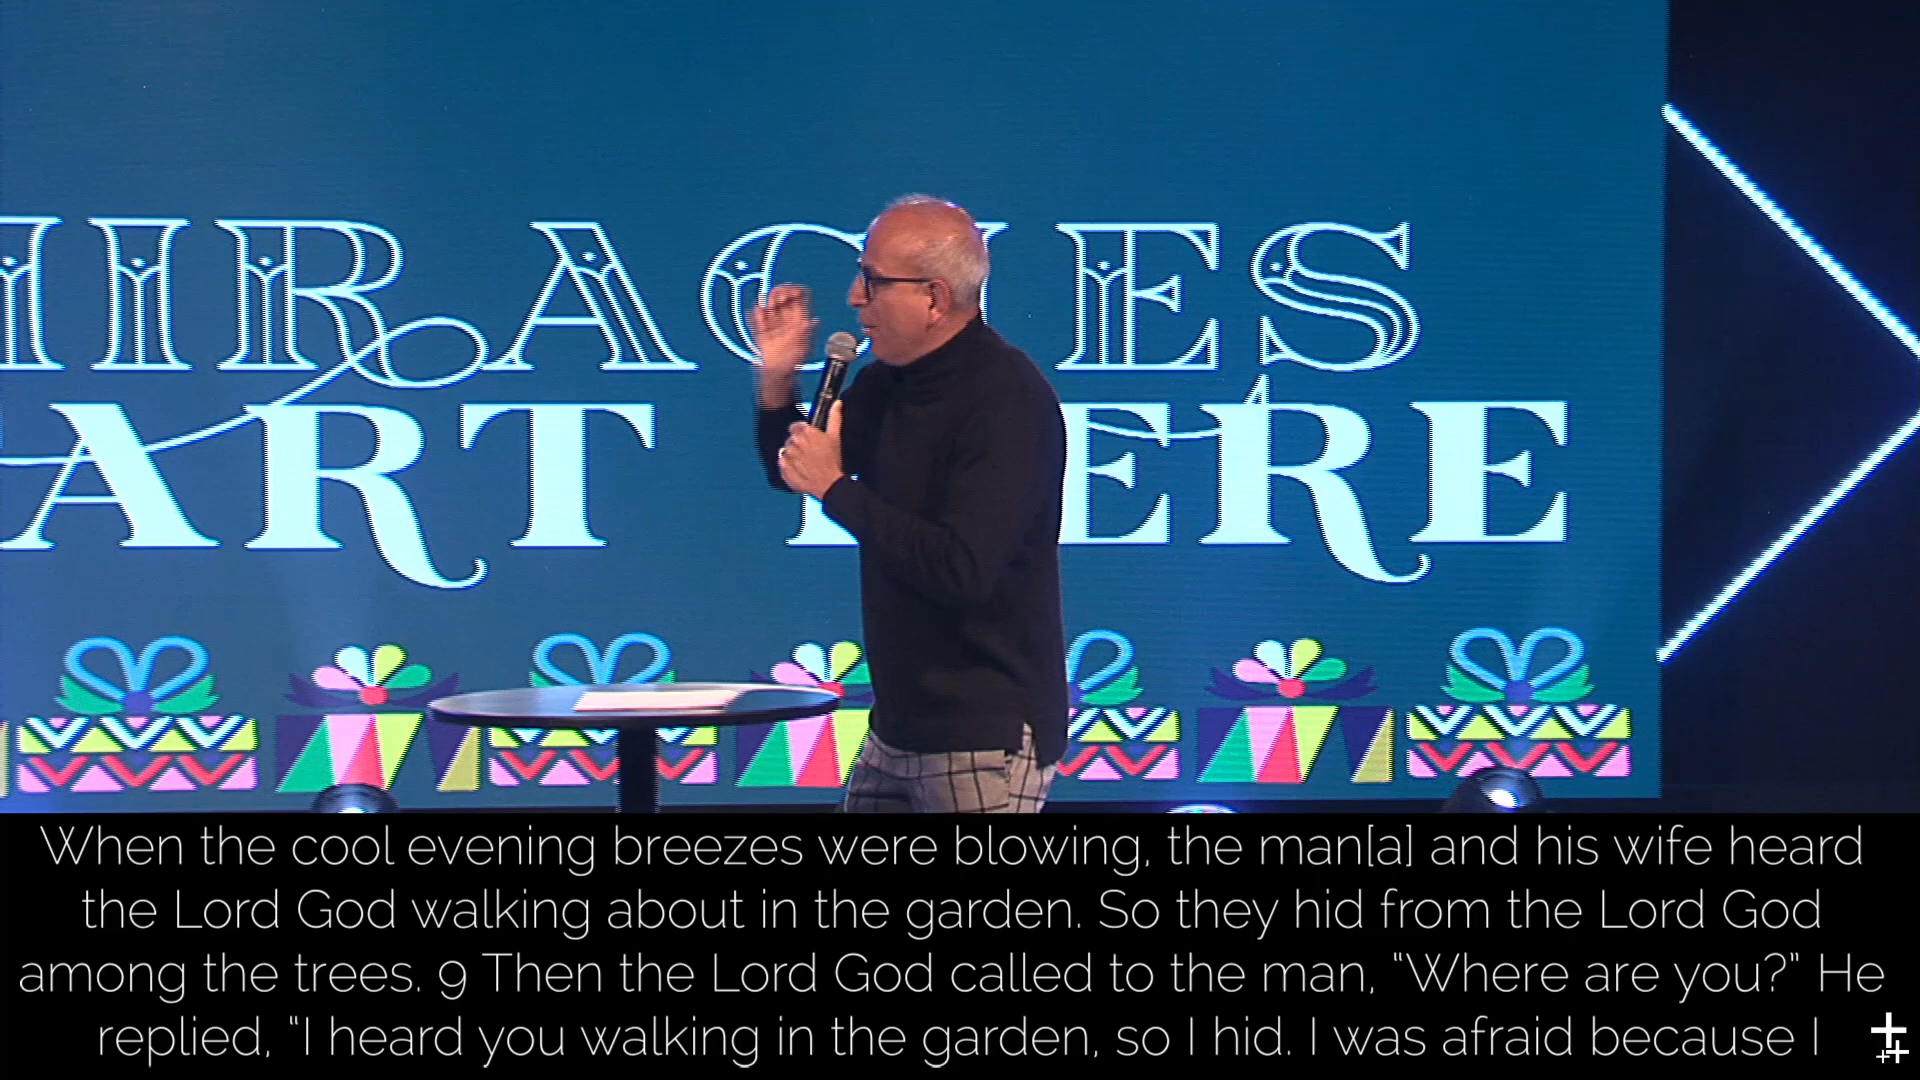 MIRACLES
ART HERE
When the cool evening breezes were blowing, the man[a] and his wife heard
the Lord God walking about in the garden. So they hid from the Lord God
among the trees. 9 Then the Lord God called to the man, “Where are you?” He
replied, “I heard you walking in the garden, so I hid. I was afraid because I